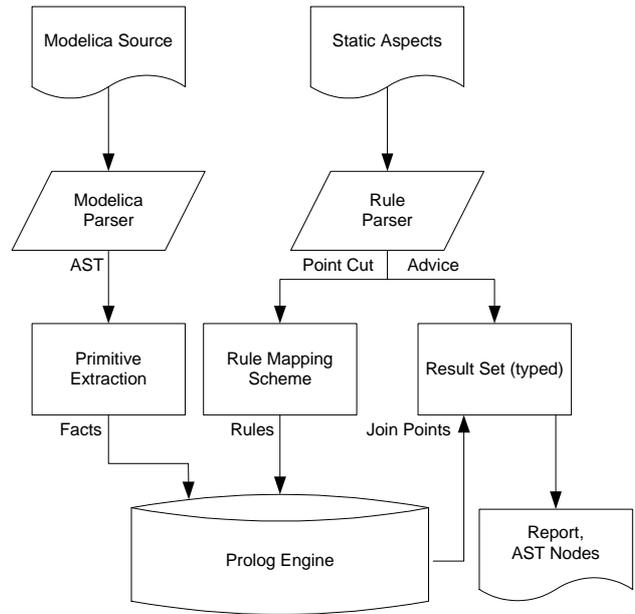 Modelica Source
Static Aspects
Modelica
Parser
Rule
Parser
AST
Point Cut
Advice
Primitive
Extraction
Rule Mapping
Scheme
Result Set (typed)
Facts
Rules
Join Points
Prolog Engine
Report,
AST Nodes